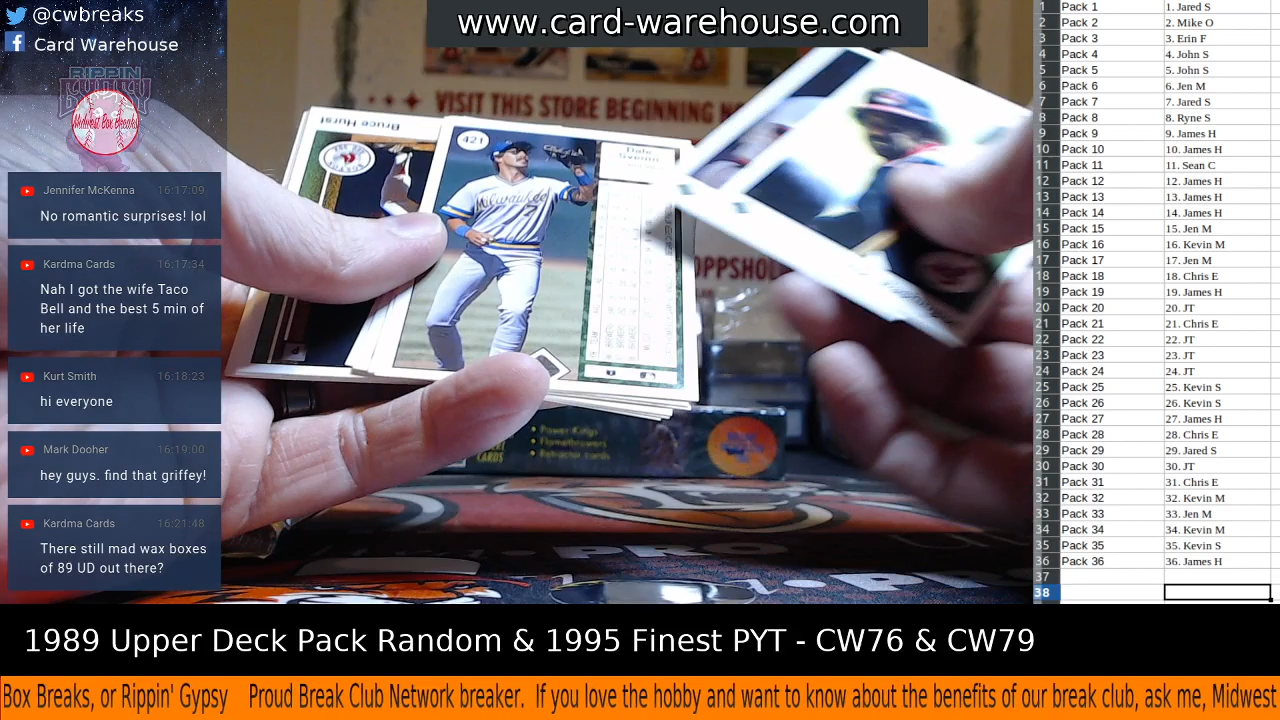 @cwbreaks
Card Warehouse
RIPPIN'
GYPSY
Midwest Box Breaks
Jennifer McKenna 16:17:09
No romantic surprises! lol
Kardma Cards 16:17:34
Nah I got the wife Taco
Bell and the best 5 min of
her life
Kurt Smith 16:18:23
hi everyone
Mark Dooher 16:19:00
hey guys. find that griffey!
Kardma Cards 16:21:48
There still mad wax boxes
of 89 UD out there?
www.card-warehouse.com
VISIT THIS STORE BEGINNING
Bruce Hurst
421
Dale
Sveum
Milwaukee
7
OPPSHOP
Power Kings
Flamethrowers
Refractor cards
CARDS
PRO
PRO
1 Pack 1 1. Jared S
2 Pack 2 2. Mike O
3 Pack 3 3. Erin F
4 Pack 4 4. John S
5 Pack 5 5. John S
6 Pack 6 6. Jen M
7 Pack 7 7. Jared S
8 Pack 8 8. Ryne S
9 Pack 9 9. James H
10 Pack 10 10. James H
11 Pack 11 11. Sean C
12 Pack 12 12. James H
13 Pack 13 13. James H
14 Pack 14 14. James H
15 Pack 15 15. Jen M
16 Pack 16 16. Kevin M
17 Pack 17 17. Jen M
18 Pack 18 18. Chris E
19 Pack 19 19. James H
20 Pack 20 20. JT
21 Pack 21 21. Chris E
22 Pack 22 22. JT
23 Pack 23 23. JT
24 Pack 24 24. JT
25 Pack 25 25. Kevin S
26 Pack 26 26. Kevin S
27 Pack 27 27. James H
28 Pack 28 28. Chris E
29 Pack 29 29. Jared S
30 Pack 30 30. JT
31 Pack 31 31. Chris E
32 Pack 32 32. Kevin M
33 Pack 33 33. Jen M
34 Pack 34 34. Kevin M
35 Pack 35 35. Kevin S
36 Pack 36 36. James H
37
38
1989 Upper Deck Pack Random & 1995 Finest PYT - CW76 & CW79
Box Breaks, or Rippin' Gypsy Proud Break Club Network breaker. If you love the hobby and want to know about the benefits of our break club, ask me, Midwest